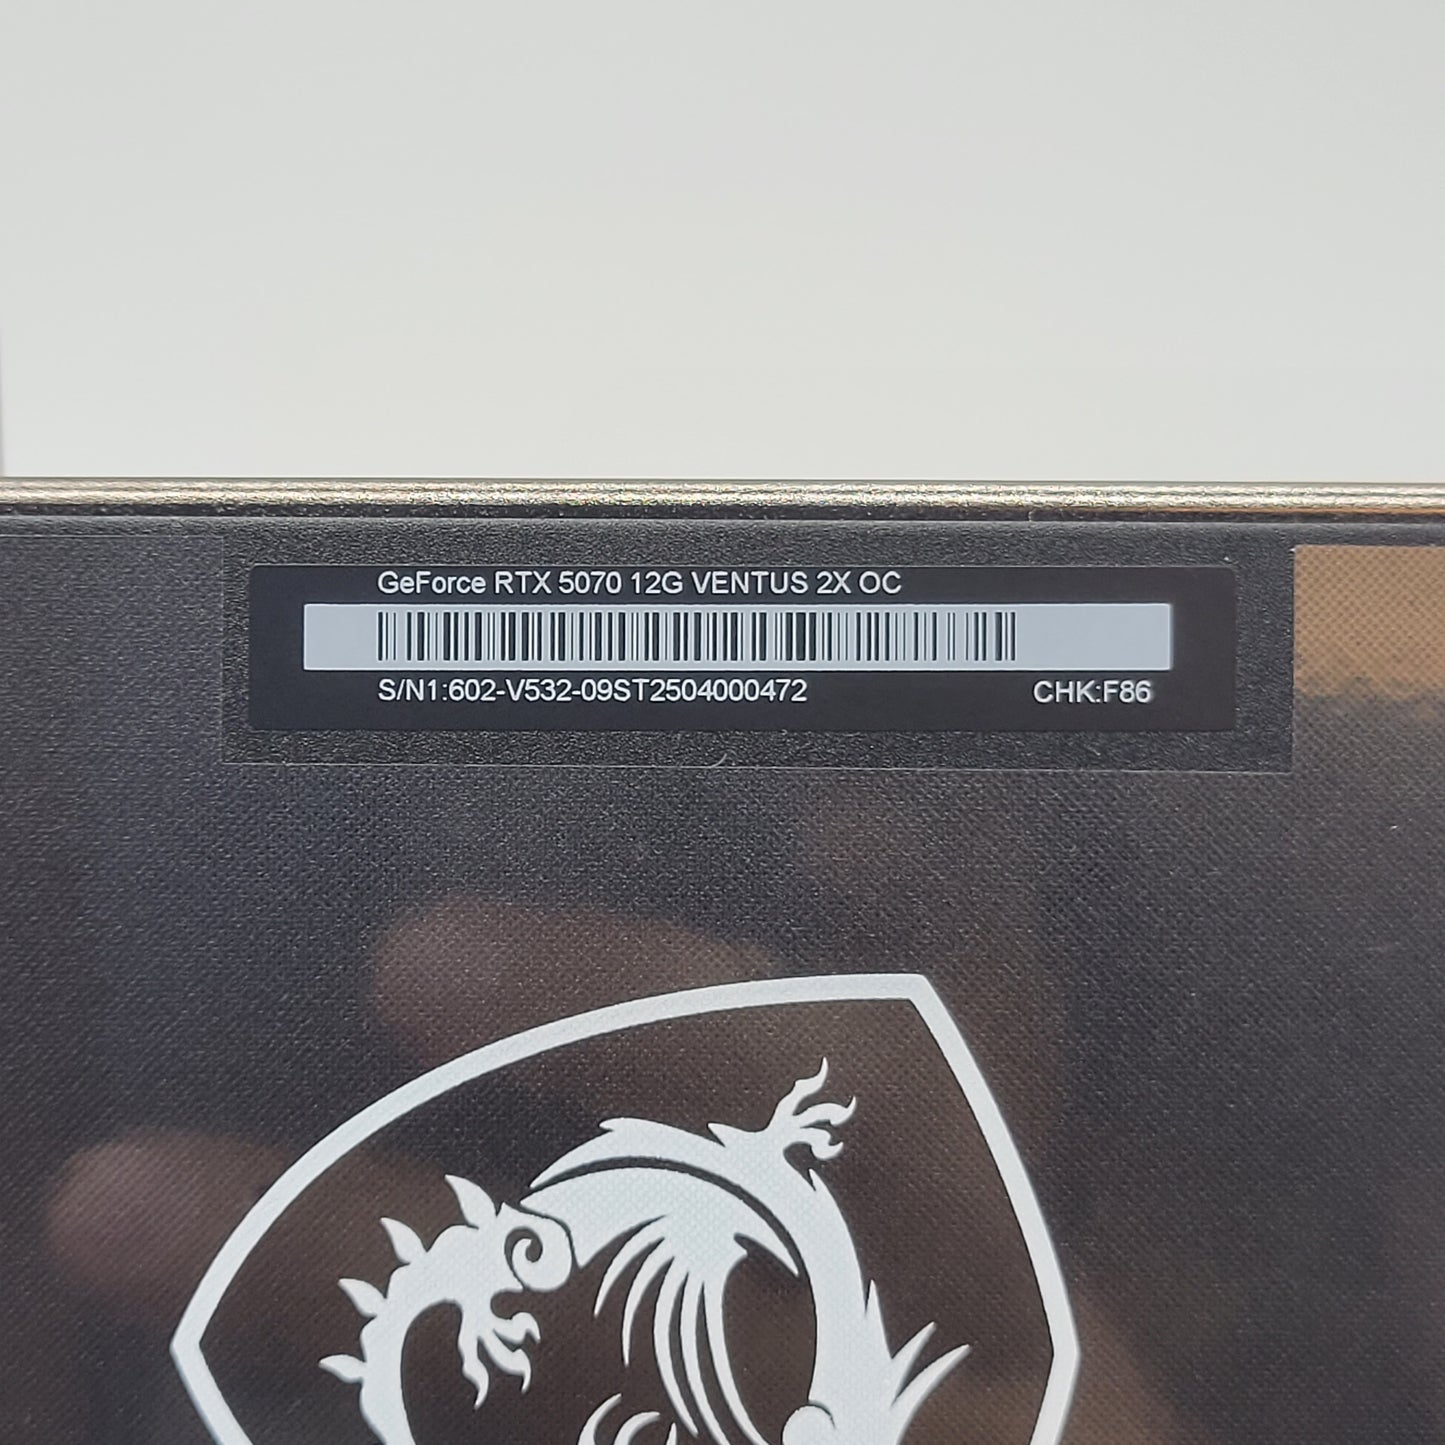 GeForce RTX 5070 12G VENTUS 2X OC
S/N1:602-V532-09ST2504000472
CHK:F86